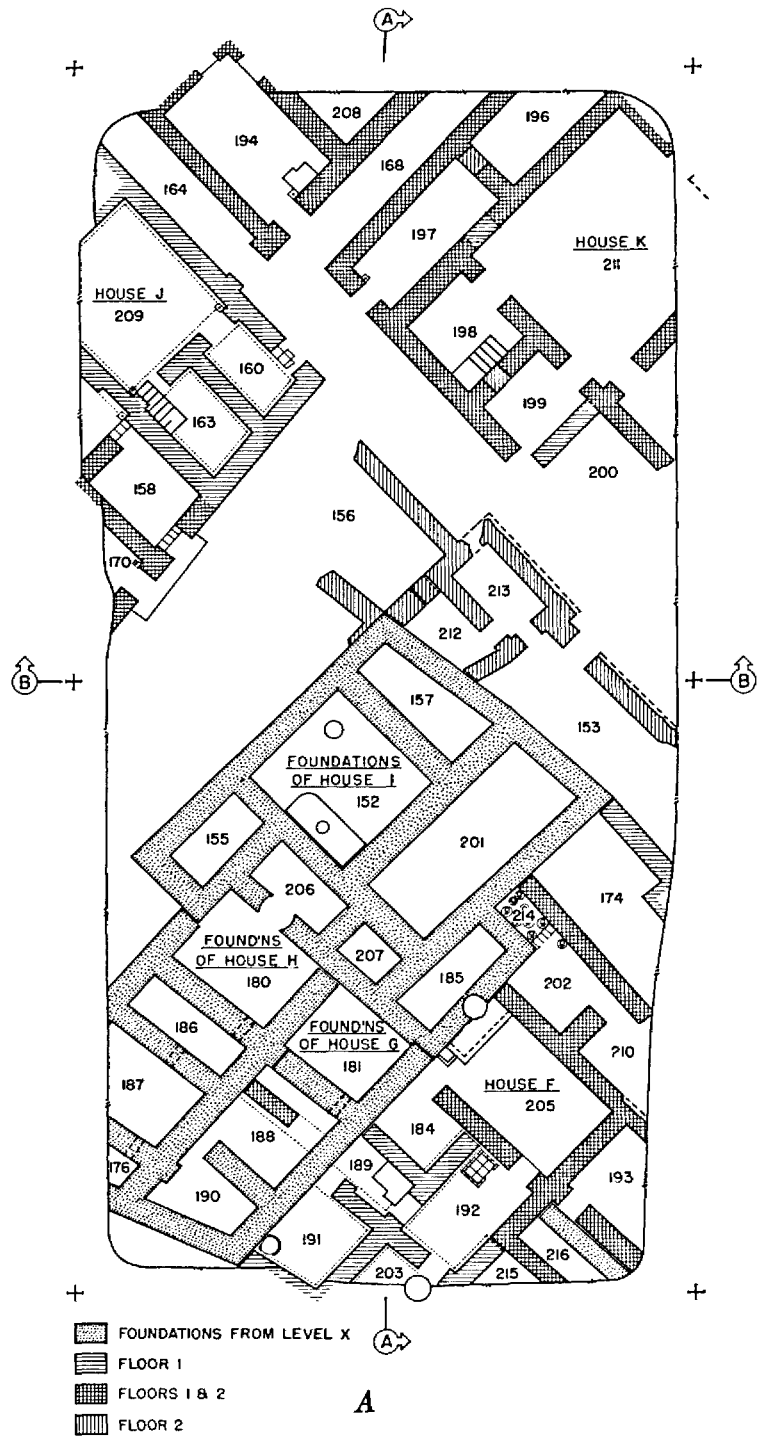 A
208
196
194
168
164
197
HOUSE K
211
HOUSE J
209
198
160
199
163
200
158
156
170
213
212
B
B
157
153
FOUNDATIONS
OF HOUSE I
152
155
201
206
174
214
FOUND'NS
OF HOUSE H
180
207
185
202
186
FOUND'NS
OF HOUSE G
181
210
187
HOUSE F
205
184
188
176
189
193
190
192
191
203
215
216
A
FOUNDATIONS FROM LEVEL X
FLOOR 1
FLOORS 1 & 2
FLOOR 2
A